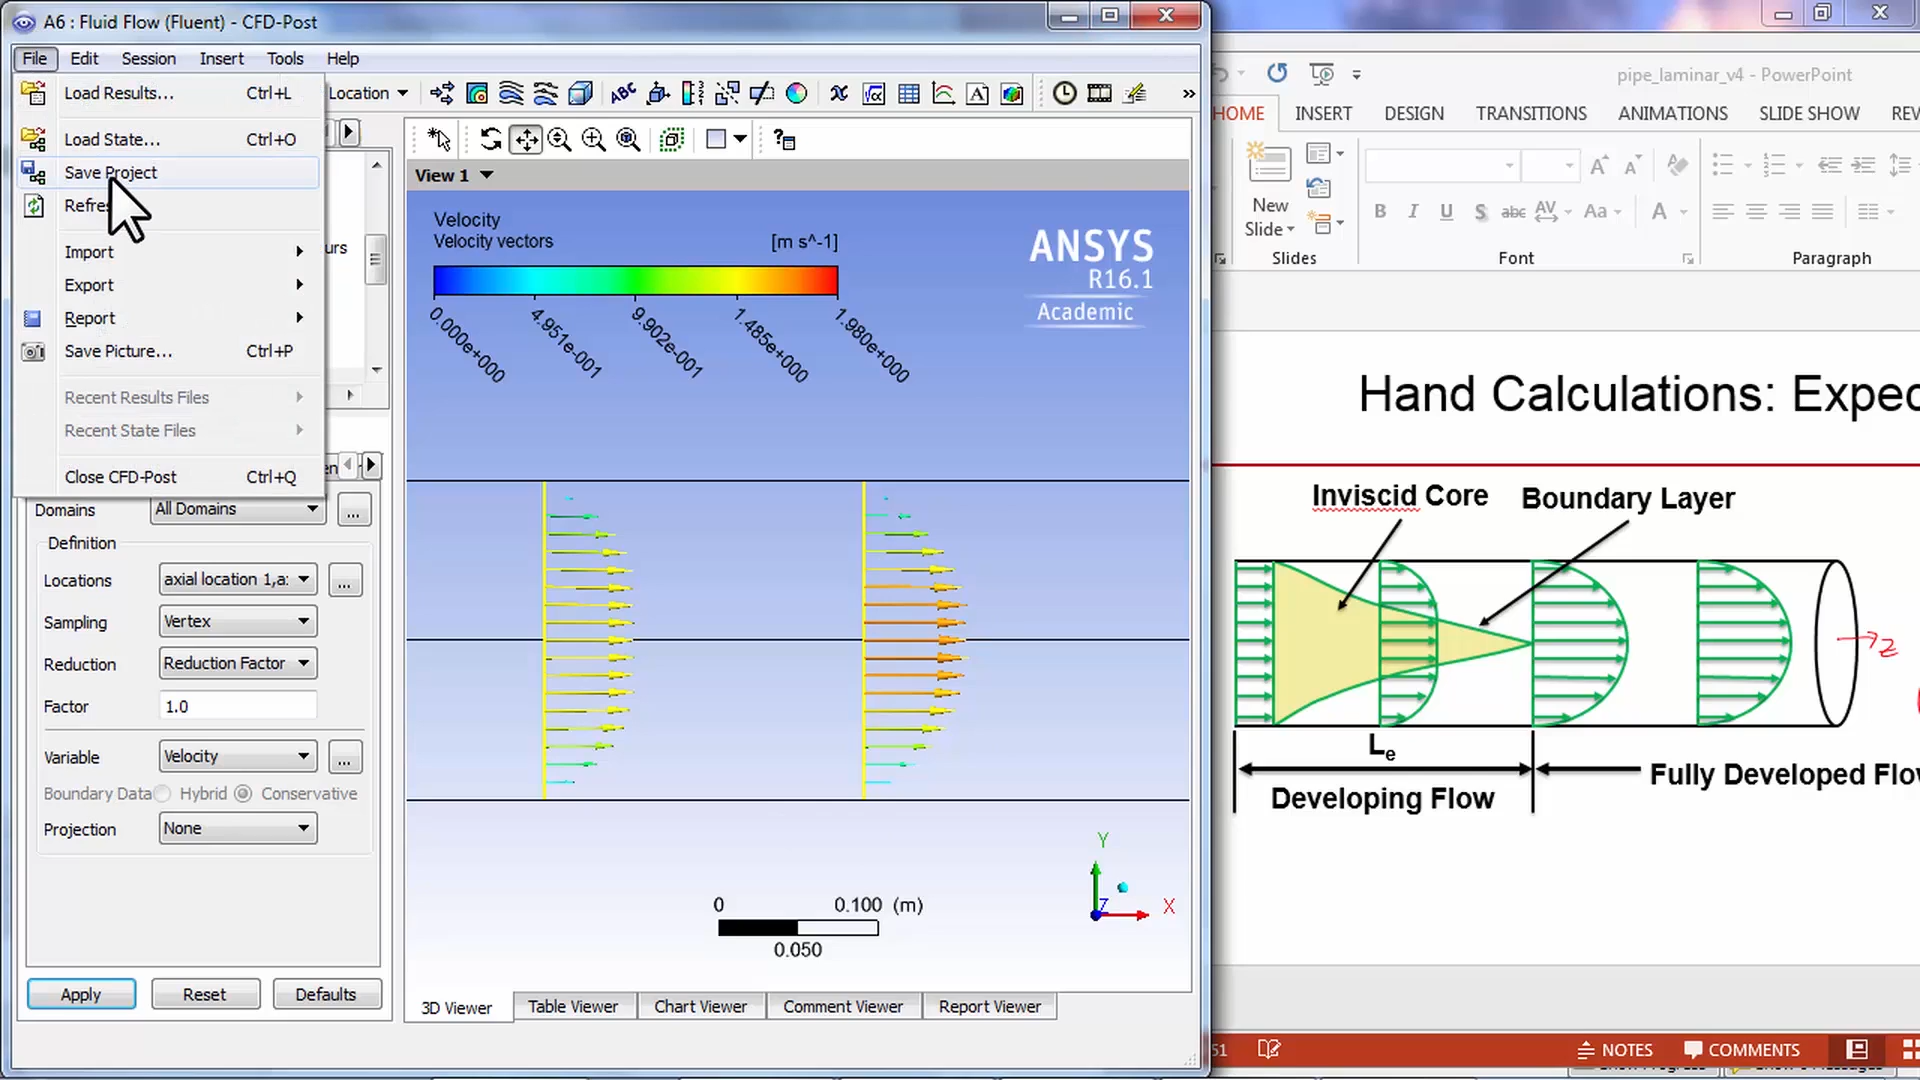 A6 : Fluid Flow (Fluent) - CFD-Post
File Edit Session Insert Tools Help
Load Results... Ctrl+L
Load State... Ctrl+O
Save Project
Import
Export
Report
Save Picture... Ctrl+P
Recent Results Files
Recent State Files
Close CFD-Post Ctrl+Q
Location
ABC
View 1
Velocity
Velocity vectors
[m s^-1]
0.000e+000
4.951e-001
9.902e-001
1.485e+000
1.980e+000
ANSYS
R16.1
Academic
Domains All Domains ...
Definition
Locations axial location 1,a: ...
Sampling Vertex
Reduction Reduction Factor
Factor 1.0
Variable Velocity ...
Boundary Data Hybrid Conservative
Projection None
Apply Reset Defaults
0 0.100 (m)
0.050
Y
Z
X
3D Viewer Table Viewer Chart Viewer Comment Viewer Report Viewer
pipe_laminar_v4 - PowerPoint
HOME INSERT DESIGN TRANSITIONS ANIMATIONS SLIDE SHOW REV
New
Slide
B I U S abc AV Aa A
Slides Font Paragraph
Hand Calculations: Expec
Inviscid Core Boundary Layer
z
Le
Developing Flow
Fully Developed Flo
51 NOTES COMMENTS